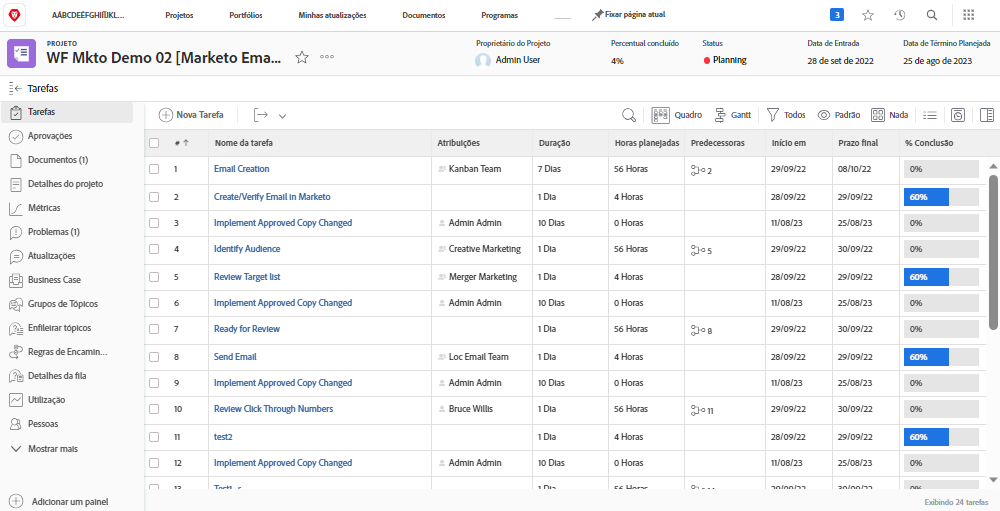 AÁBCDEÉFGHIÍJKL... Projetos Portfólios Minhas atualizações Documentos Programas Fixar página atual 3
PROJETO
WF Mkto Demo 02 [Marketo Ema...
Proprietário do Projeto Percentual concluído Status Data de Entrada Data de Término Planejada
Admin User 4% Planning 28 de set de 2022 25 de ago de 2023
Tarefas
Tarefas
Aprovações
Documentos (1)
Detalhes do projeto
Métricas
Problemas (1)
Atualizações
Business Case
Grupos de Tópicos
Enfileirar tópicos
Regras de Encamin...
Detalhes da fila
Utilização
Pessoas
Mostrar mais
Adicionar um painel
Nova Tarefa Quadro Gantt Todos Padrão Nada
# Nome da tarefa Atribuições Duração Horas planejadas Predecessoras Início em Prazo final % Conclusão
1 Email Creation Kanban Team 7 Dias 56 Horas 2 29/09/22 08/10/22 0%
2 Create/Verify Email in Marketo 1 Dia 4 Horas 28/09/22 29/09/22 60%
3 Implement Approved Copy Changed Admin Admin 10 Dias 0 Horas 11/08/23 25/08/23 0%
4 Identify Audience Creative Marketing 1 Dia 56 Horas 5 29/09/22 30/09/22 0%
5 Review Target list Merger Marketing 1 Dia 4 Horas 28/09/22 29/09/22 60%
6 Implement Approved Copy Changed Admin Admin 10 Dias 0 Horas 11/08/23 25/08/23 0%
7 Ready for Review 1 Dia 56 Horas 8 29/09/22 30/09/22 0%
8 Send Email Loc Email Team 1 Dia 4 Horas 28/09/22 29/09/22 60%
9 Implement Approved Copy Changed Admin Admin 10 Dias 0 Horas 11/08/23 25/08/23 0%
10 Review Click Through Numbers Bruce Willis 1 Dia 56 Horas 11 29/09/22 30/09/22 0%
11 test2 1 Dia 4 Horas 28/09/22 29/09/22 60%
12 Implement Approved Copy Changed Admin Admin 10 Dias 0 Horas 11/08/23 25/08/23 0%
13 1 Dia 56 Horas 29/09/22 30/09/22 0%
Exibindo 24 tarefas